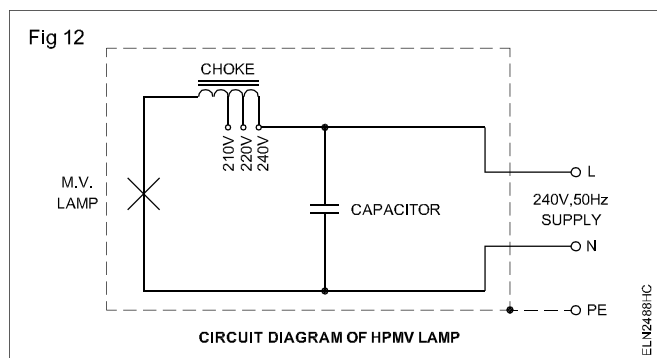 Fig 12
CHOKE
210V
220V
240V
M.V.
LAMP
CAPACITOR
L
240V,50Hz
SUPPLY
N
PE
CIRCUIT DIAGRAM OF HPMV LAMP
ELN2488HC